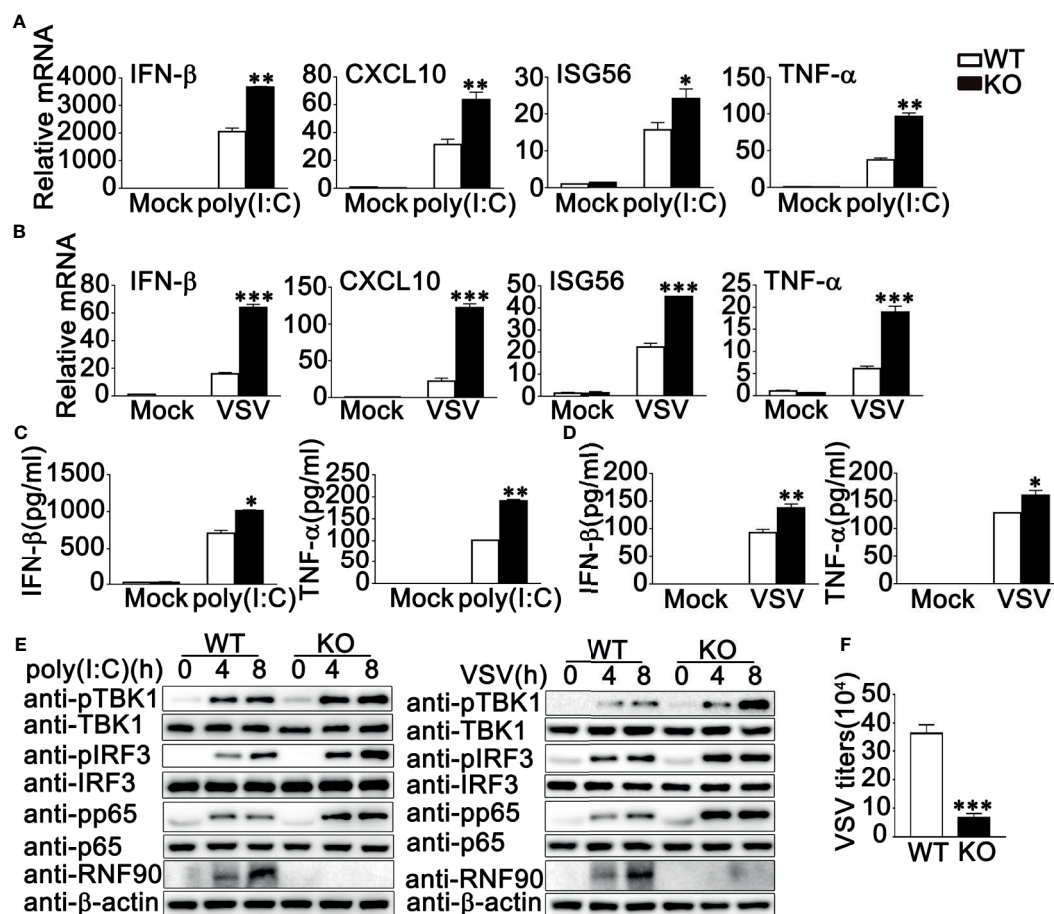 A
Relative mRNA
IFN-β
4000
3000
2000
1000
0
Mock poly(I:C)
CXCL10
80
60
40
20
0
Mock poly(I:C)
ISG56
30
20
10
0
Mock poly(I:C)
TNF-α
150
100
50
0
Mock poly(I:C)
WT
KO
** ** * **
B
Relative mRNA
IFN-β
80
60
40
20
0
Mock VSV
CXCL10
150
100
50
0
Mock VSV
ISG56
50
40
30
20
10
0
Mock VSV
TNF-α
25
20
15
10
5
0
Mock VSV
*** *** *** ***
C
IFN-β(pg/ml)
1500
1000
500
0
*
Mock poly(I:C)
TNF-α(pg/ml)
250
200
150
100
50
0
**
Mock poly(I:C)
D
IFN-β(pg/ml)
200
150
100
50
0
**
Mock VSV
TNF-α(pg/ml)
200
150
100
50
0
*
Mock VSV
E
WT KO
poly(I:C)(h) 0 4 8 0 4 8
anti-pTBK1
anti-TBK1
anti-pIRF3
anti-IRF3
anti-pp65
anti-p65
anti-RNF90
anti-β-actin
WT KO
VSV(h) 0 4 8 0 4 8
anti-pTBK1
anti-TBK1
anti-pIRF3
anti-IRF3
anti-pp65
anti-p65
anti-RNF90
anti-β-actin
F
VSV titers(10⁴)
50
40
30
20
10
0
***
WT KO